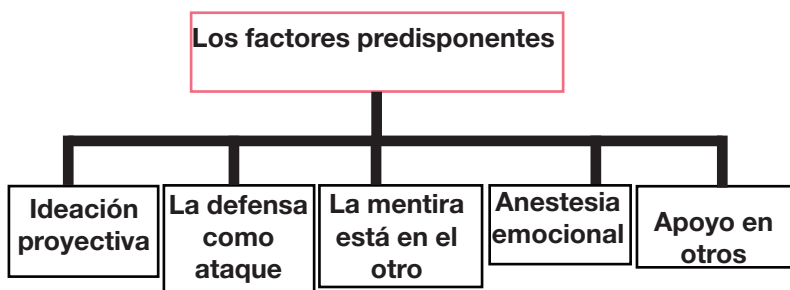 Los factores predisponentes
Ideación
proyectiva
La defensa
como
ataque
La mentira
está en el
otro
Anestesia
emocional
Apoyo en
otros